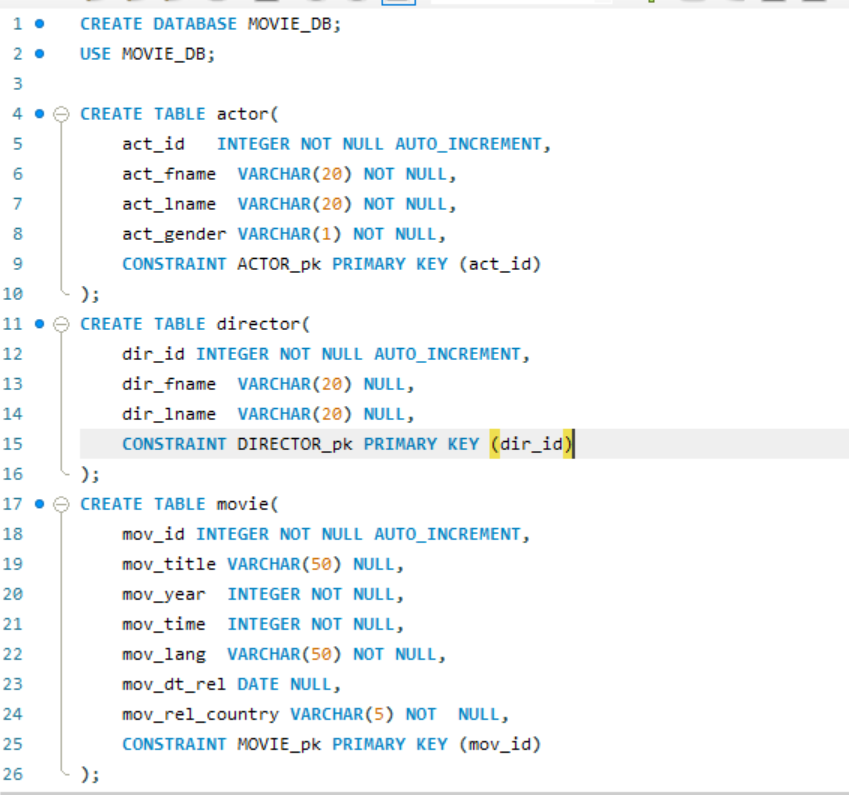 1 CREATE DATABASE MOVIE_DB;
2 USE MOVIE_DB;
3
4 CREATE TABLE actor(
5     act_id   INTEGER NOT NULL AUTO_INCREMENT,
6     act_fname  VARCHAR(20) NOT NULL,
7     act_lname  VARCHAR(20) NOT NULL,
8     act_gender VARCHAR(1) NOT NULL,
9     CONSTRAINT ACTOR_pk PRIMARY KEY (act_id)
10 );
11 CREATE TABLE director(
12     dir_id INTEGER NOT NULL AUTO_INCREMENT,
13     dir_fname  VARCHAR(20) NULL,
14     dir_lname  VARCHAR(20) NULL,
15     CONSTRAINT DIRECTOR_pk PRIMARY KEY (dir_id)
16 );
17 CREATE TABLE movie(
18     mov_id INTEGER NOT NULL AUTO_INCREMENT,
19     mov_title VARCHAR(50) NULL,
20     mov_year  INTEGER NOT NULL,
21     mov_time  INTEGER NOT NULL,
22     mov_lang  VARCHAR(50) NOT NULL,
23     mov_dt_rel DATE NULL,
24     mov_rel_country VARCHAR(5) NOT  NULL,
25     CONSTRAINT MOVIE_pk PRIMARY KEY (mov_id)
26 );